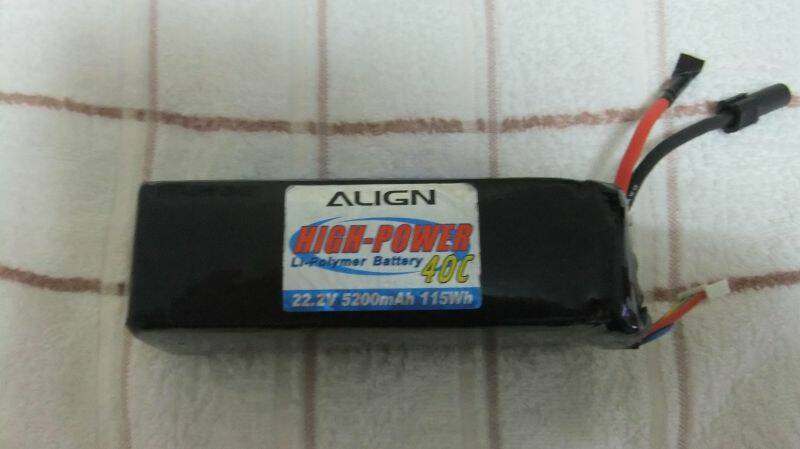 ALIGN
HIGH-POWER
Li-Polymer Battery 40C
22.2V 5200mAh 115Wh